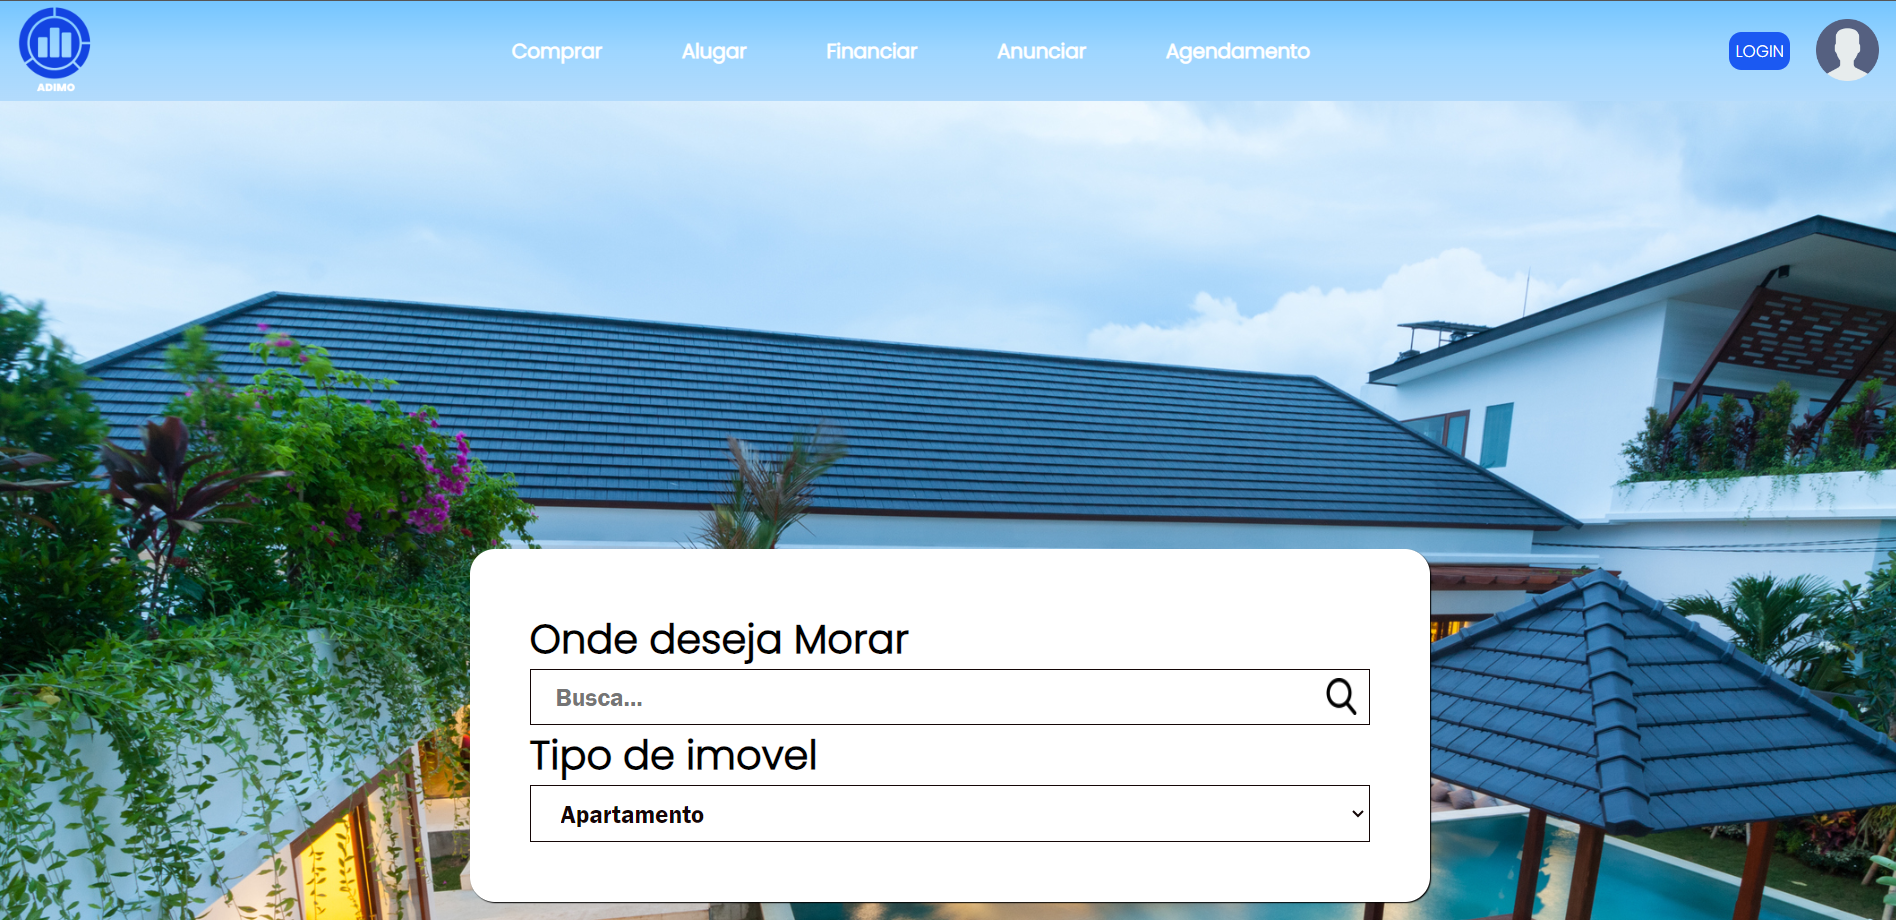 Comprar Alugar Financiar Anunciar Agendamento LOGIN
ADIMO
Onde deseja Morar
Busca...
Tipo de imovel
Apartamento